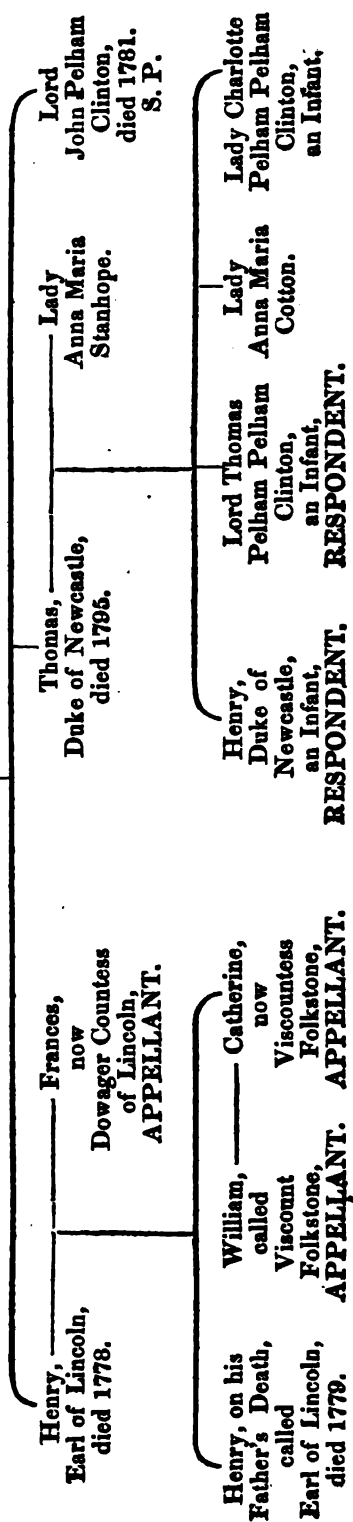 Henry,
Earl of Lincoln,
died 1778.
Frances,
now
Dowager Countess
of Lincoln,
APPELLANT.
Thomas,
Duke of Newcastle,
died 1795.
Lady
Anna Maria
Stanhope.
Lord
John Pelham
Clinton,
died 1781.
S. P.
Henry, on his
Father's Death,
called
Earl of Lincoln,
died 1779.
William,
called
Viscount
Folkstone,
APPELLANT.
Catherine,
now
Viscountess
Folkstone,
APPELLANT.
Henry,
Duke of
Newcastle,
an Infant,
RESPONDENT.
Lord Thomas
Pelham Pelham
Clinton,
an Infant,
RESPONDENT.
Lady
Anna Maria
Cotton.
Lady Charlotte
Pelham Pelham
Clinton,
an Infant.